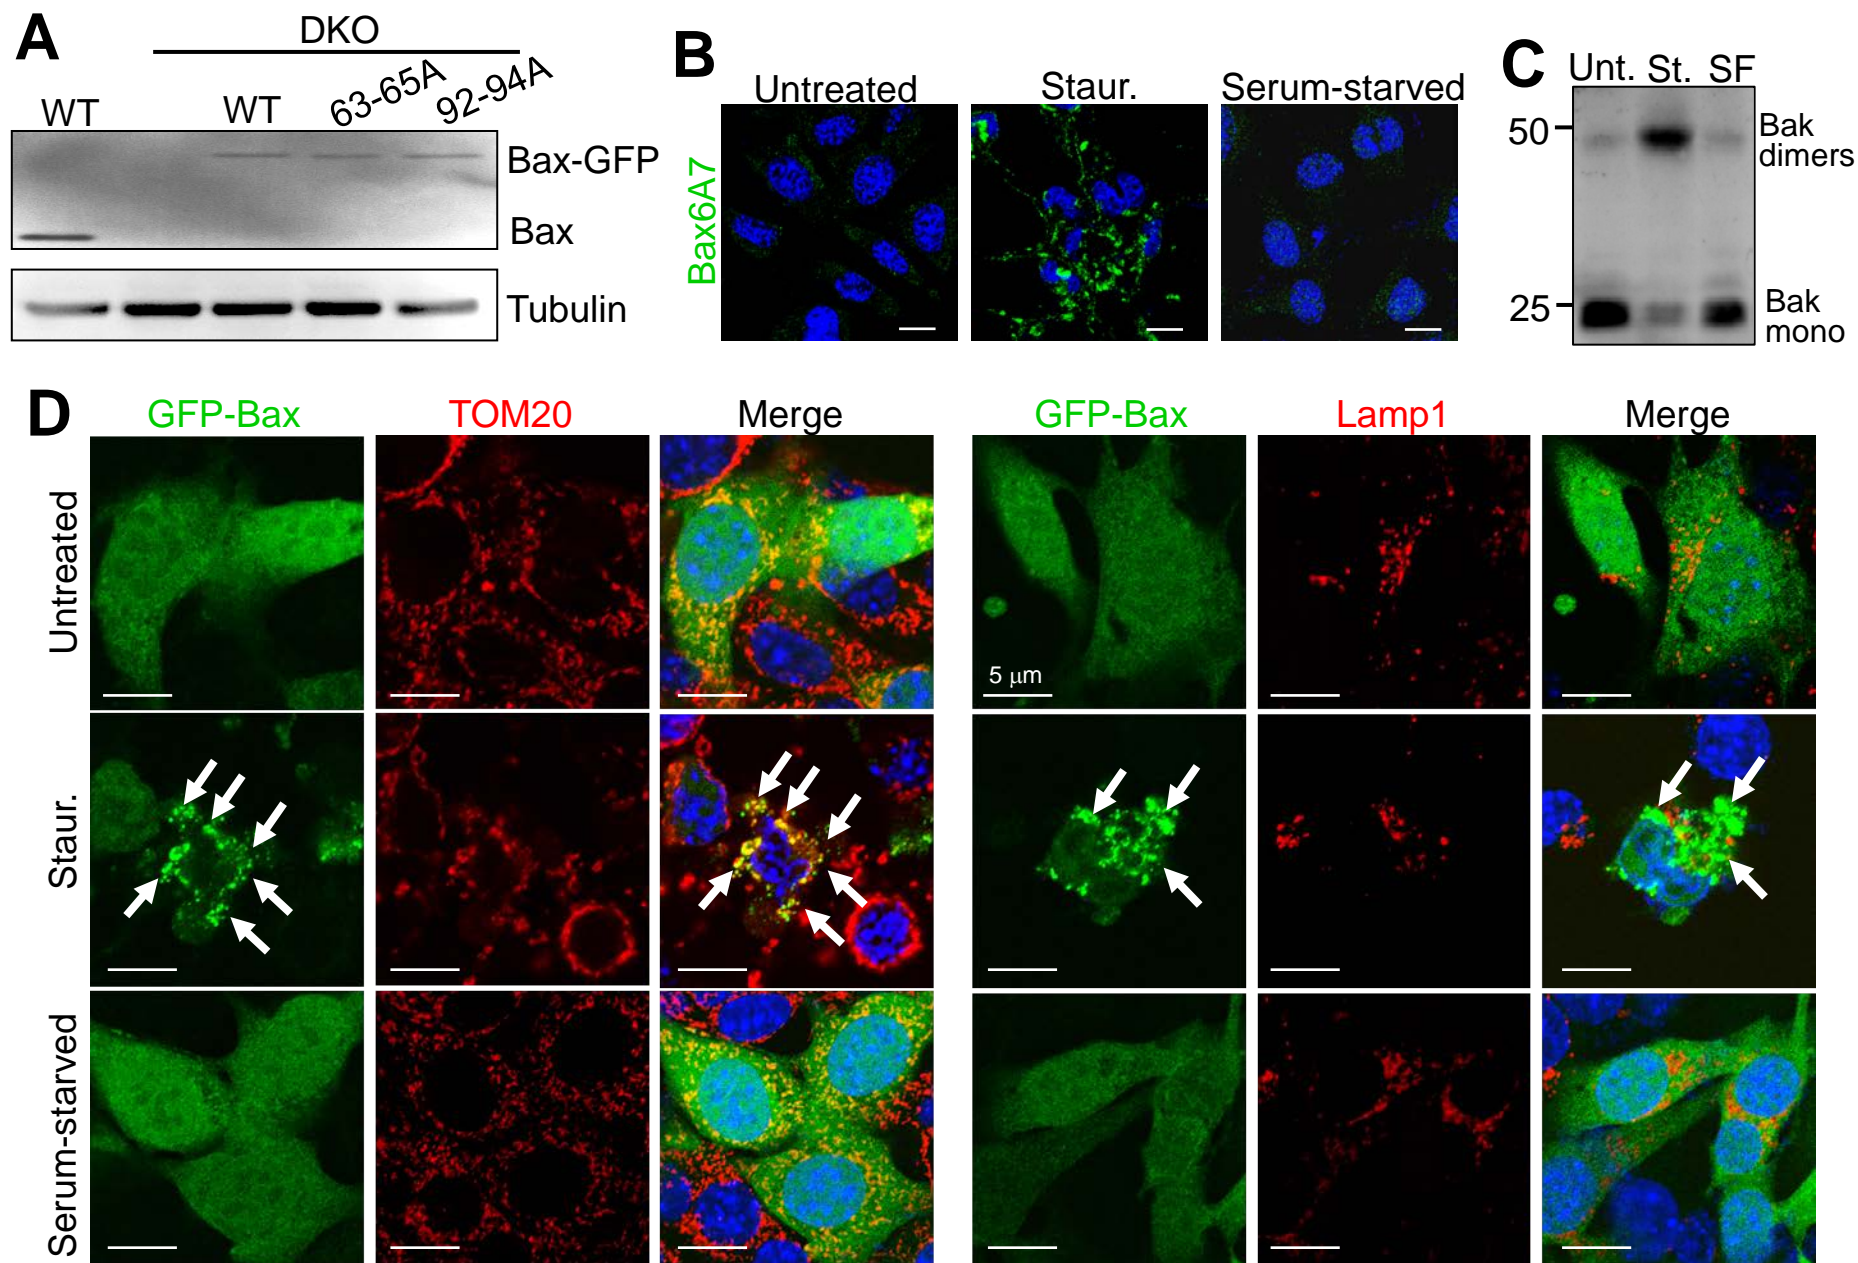 A
DKO
WT
WT
63-65A
92-94A
Bax-GFP
Bax
Tubulin
B
Untreated
Staur.
Serum-starved
Bax6A7
C
Unt.
St.
SF
50
25
Bak
dimers
Bak
mono
D
GFP-Bax
TOM20
Merge
GFP-Bax
Lamp1
Merge
Untreated
5 μm
Staur.
Serum-starved